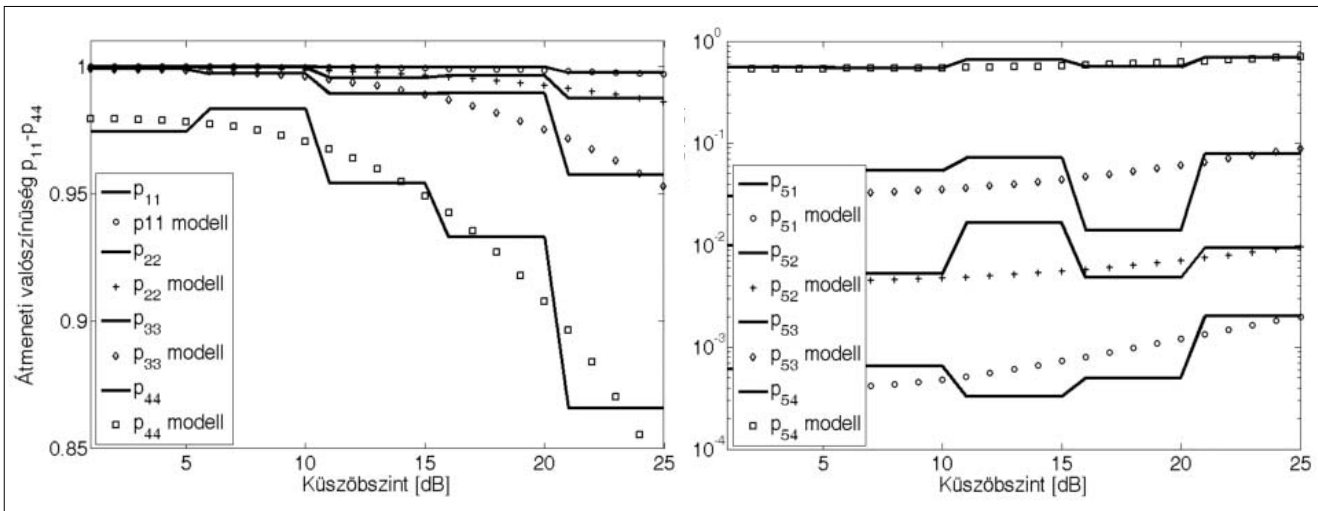 Átmeneti valószínűség p11-p44
1
0.95
0.9
0.85
p11
p11 modell
p22
p22 modell
p33
p33 modell
p44
p44 modell
5 10 15 20 25
Küszöbszint [dB]
10^0
10^-1
10^-2
10^-3
10^-4
p51
p51 modell
p52
p52 modell
p53
p53 modell
p54
p54 modell
5 10 15 20 25
Küszöbszint [dB]